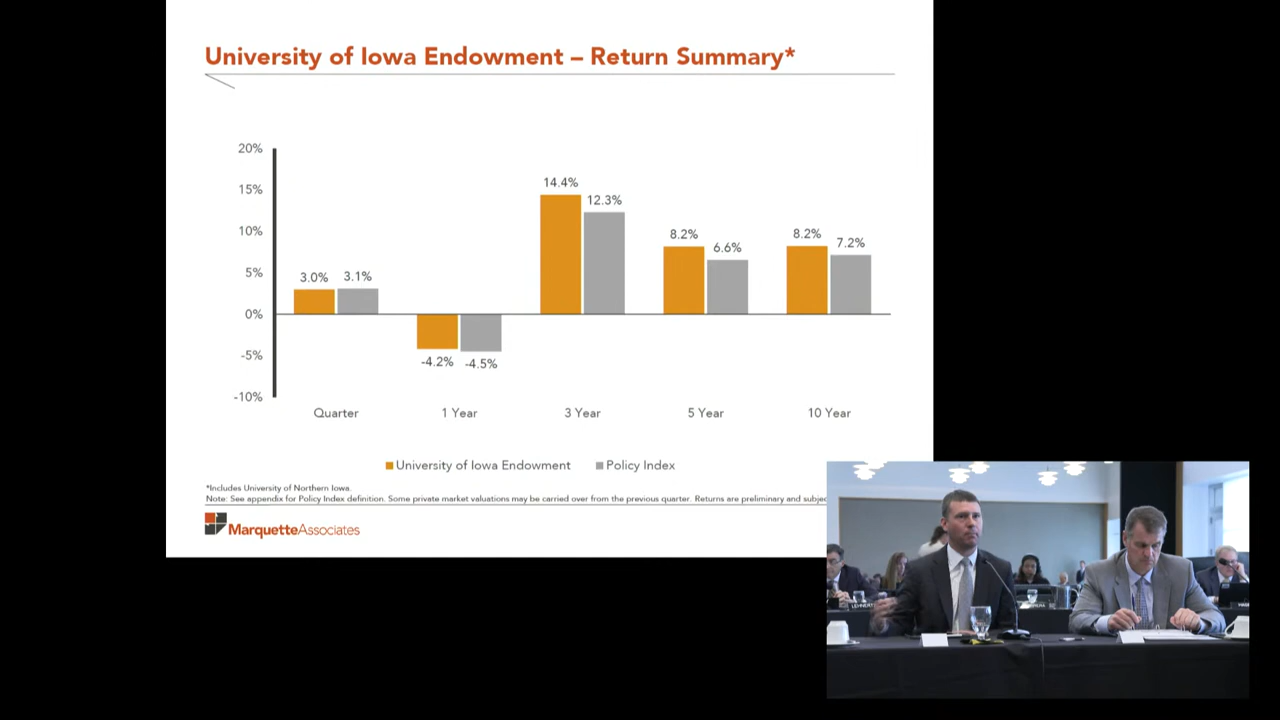 University of Iowa Endowment – Return Summary*
20%
15%
10%
5%
0%
-5%
-10%
3.0%
3.1%
-4.2%
-4.5%
14.4%
12.3%
8.2%
6.6%
8.2%
7.2%
Quarter
1 Year
3 Year
5 Year
10 Year
University of Iowa Endowment
Policy Index
*Includes University of Northern Iowa.
Note: See appendix for Policy Index definition. Some private market valuations may be carried over from the previous quarter. Returns are preliminary and
MarquetteAssociates